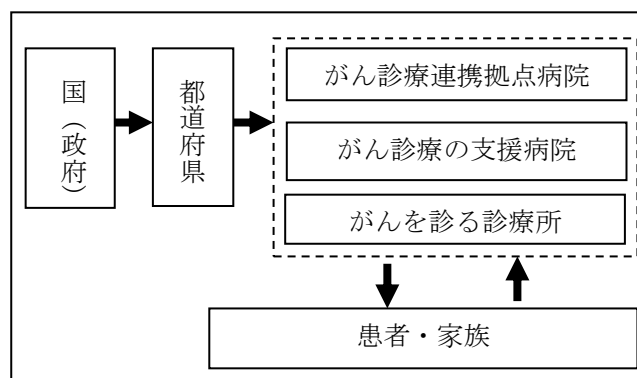 国（政府）
都道府県
がん診療連携拠点病院
がん診療の支援病院
がんを診る診療所
患者・家族